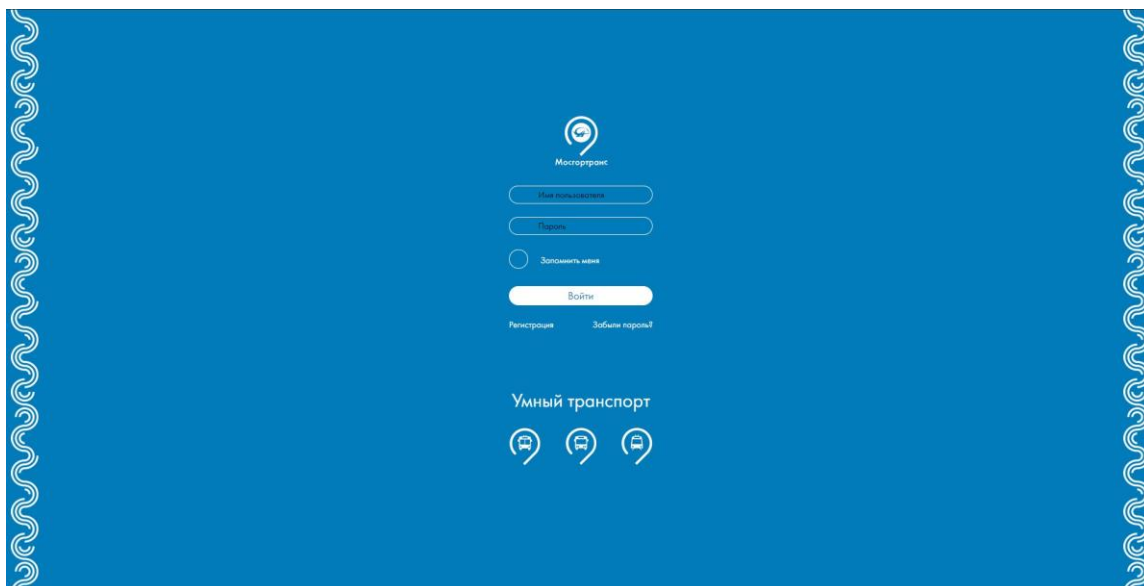 Мосгортранс
Имя пользователя
Пароль
Запомнить меня
Войти
Регистрация Забыли пароль?
Умный транспорт